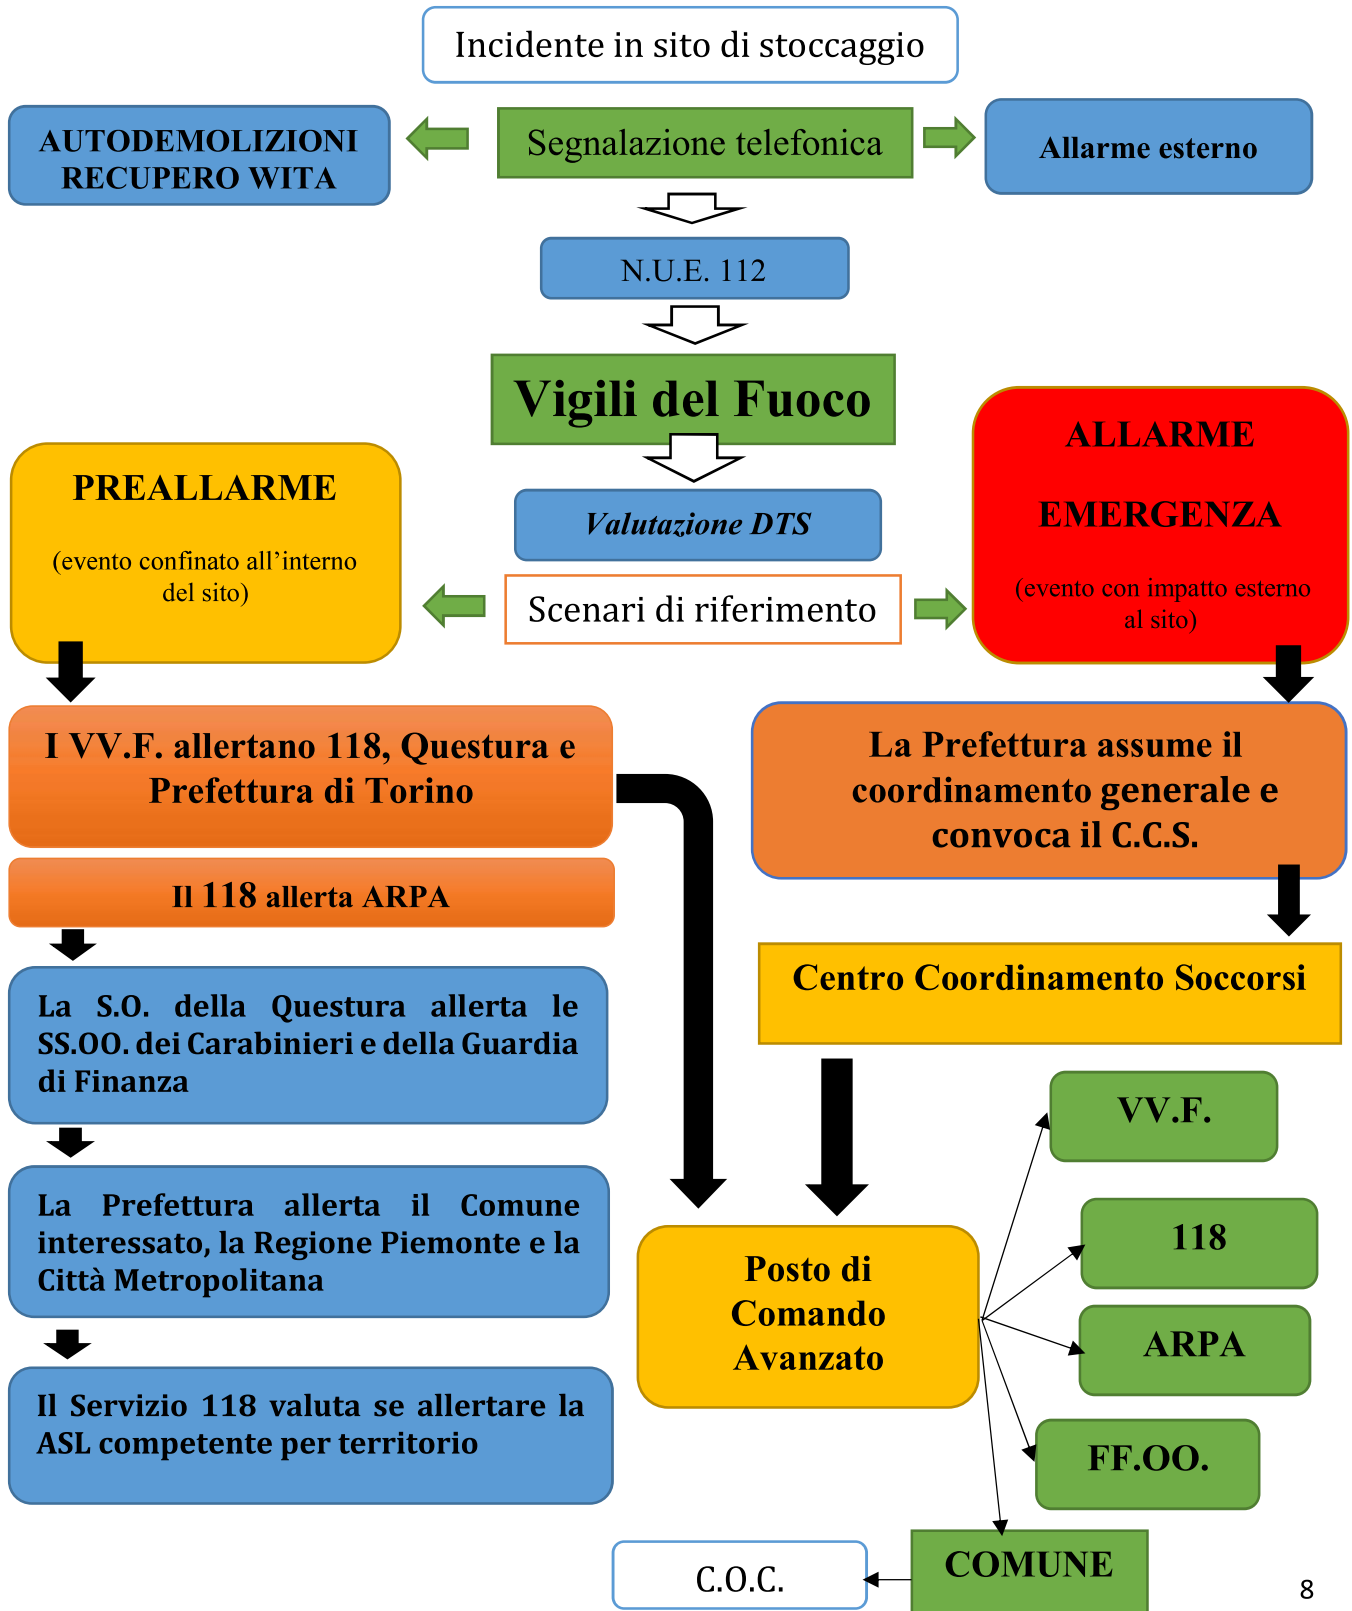 Incidente in sito di stoccaggio
AUTODEMOLIZIONI
RECUPERO WITA
Segnalazione telefonica
Allarme esterno
N.U.E. 112
Vigili del Fuoco
PREALLARME
(evento confinato all’interno
del sito)
Valutazione DTS
Scenari di riferimento
ALLARME
EMERGENZA
(evento con impatto esterno
al sito)
I VV.F. allertano 118, Questura e
Prefettura di Torino
Il 118 allerta ARPA
La S.O. della Questura allerta le
SS.OO. dei Carabinieri e della Guardia
di Finanza
La Prefettura allerta il Comune
interessato, la Regione Piemonte e la
Città Metropolitana
Il Servizio 118 valuta se allertare la
ASL competente per territorio
La Prefettura assume il
coordinamento generale e
convoca il C.C.S.
Centro Coordinamento Soccorsi
Posto di
Comando
Avanzato
VV.F.
118
ARPA
FF.OO.
COMUNE
C.O.C.
8